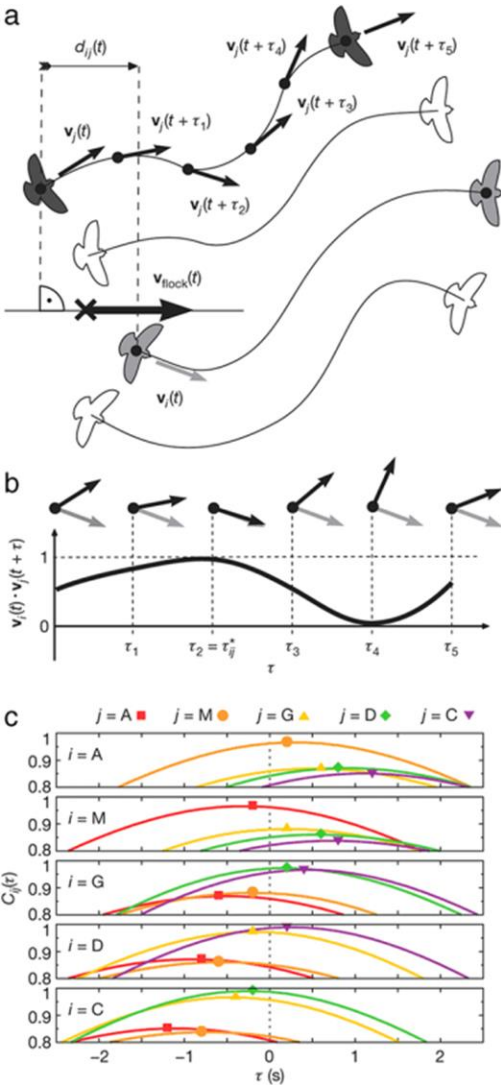 a
d_ij(t)
v_j(t)
v_j(t + τ_1)
v_j(t + τ_2)
v_j(t + τ_3)
v_j(t + τ_4)
v_j(t + τ_5)
v_flock(t)
v_i(t)
b
v_i(t) · v_j(t + τ)
1
0
τ_1 τ_2 = τ*_ij τ_3 τ_4 τ_5
τ
c
j = A j = M j = G j = D j = C
1
0.9
0.8
i = A
1
0.9
0.8
i = M
1
0.9
0.8
i = G
1
0.9
0.8
i = D
1
0.9
0.8
i = C
C_ij(τ)
−2 −1 0 1 2
τ (s)